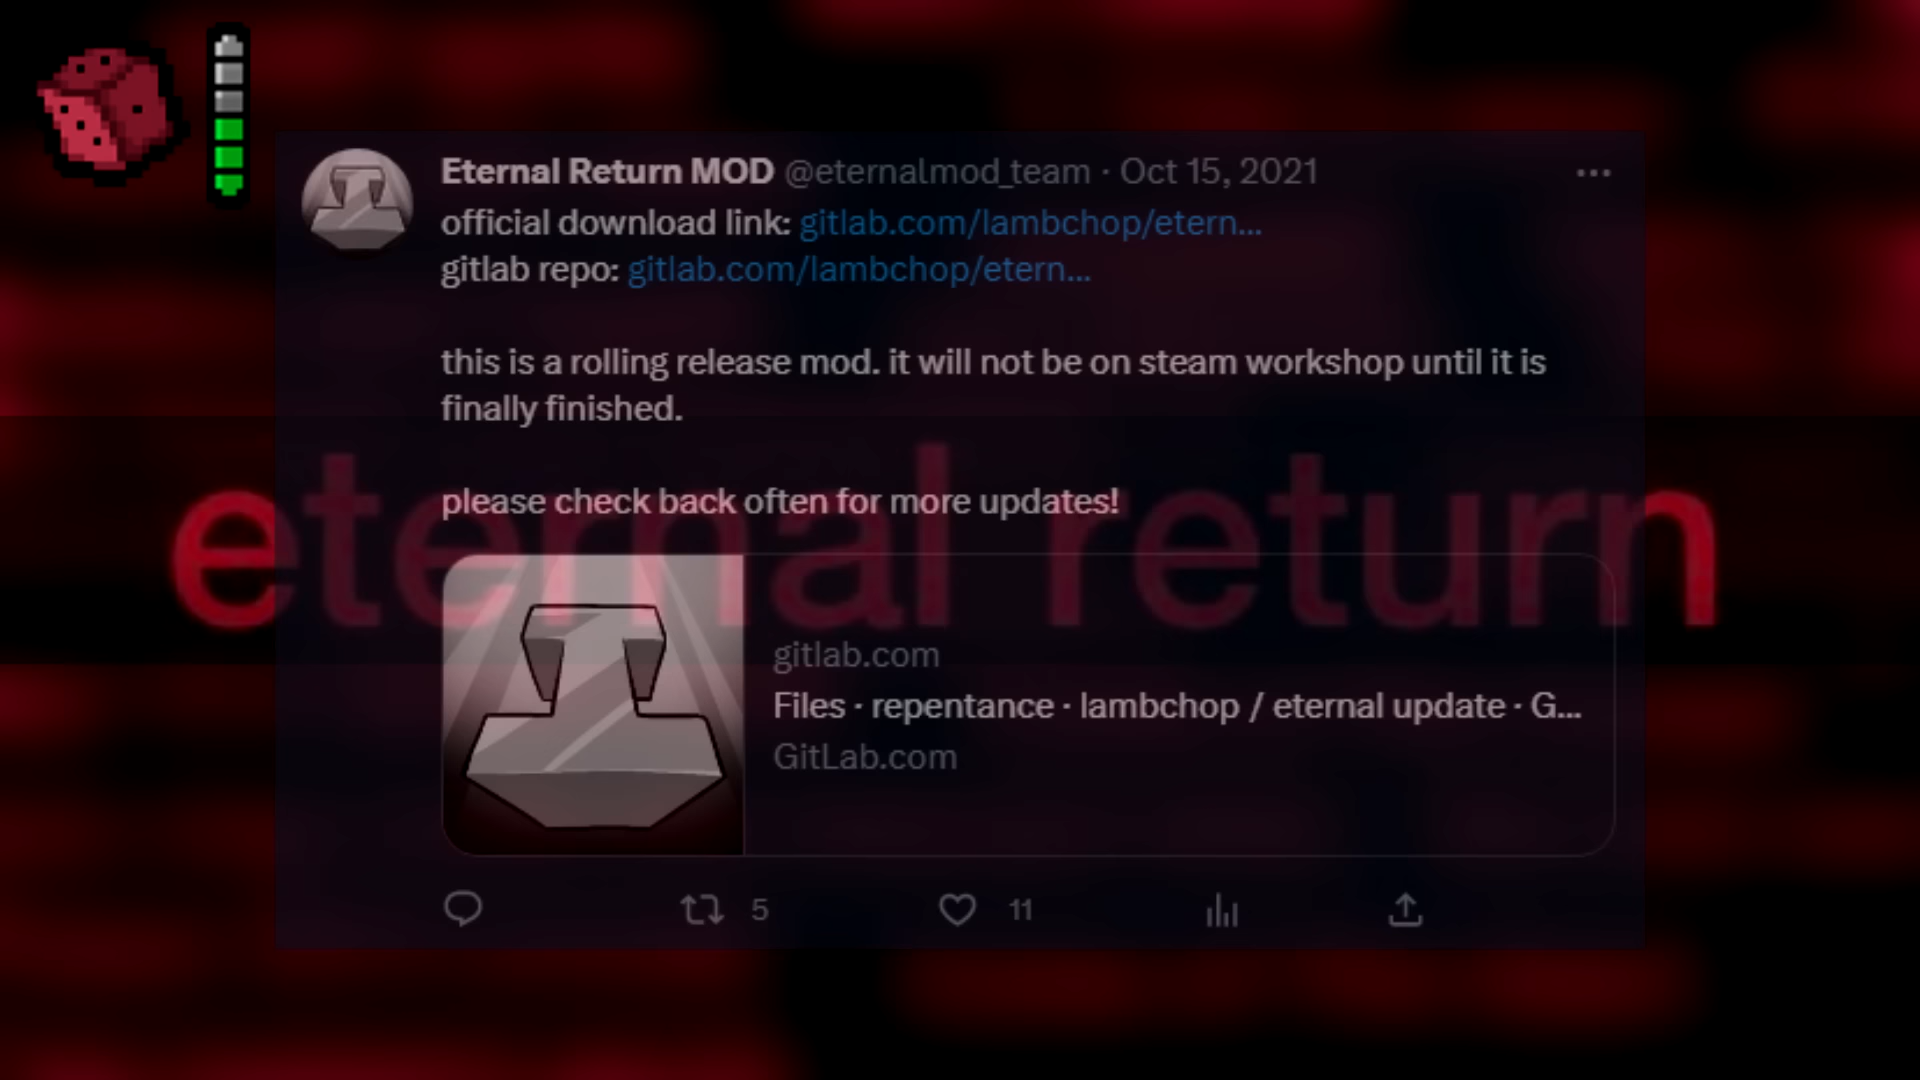 Eternal Return MOD @eternalmod_team · Oct 15, 2021
official download link: gitlab.com/lambchop/etern...
gitlab repo: gitlab.com/lambchop/etern...
this is a rolling release mod. it will not be on steam workshop until it is
finally finished.
please check back often for more updates!
eternal return
gitlab.com
Files · repentance · lambchop / eternal update · G...
GitLab.com
5 11